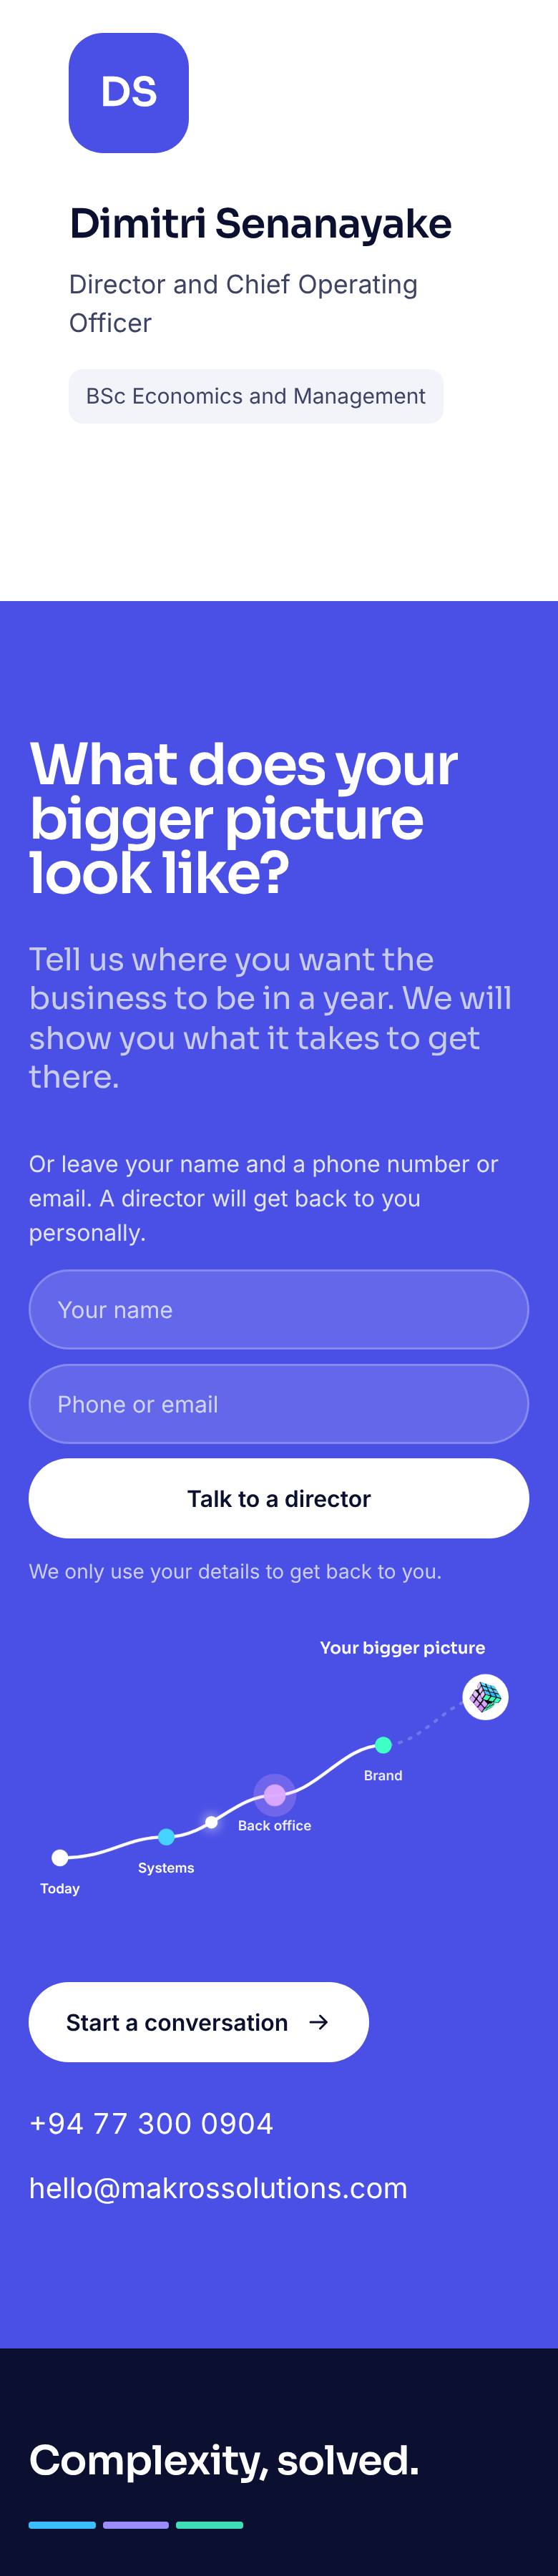 DS
Dimitri Senanayake
Director and Chief Operating
Officer
BSc Economics and Management
What does your
bigger picture
look like?
Tell us where you want the
business to be in a year. We will
show you what it takes to get
there.
Or leave your name and a phone number or
email. A director will get back to you
personally.
Your name
Phone or email
Talk to a director
We only use your details to get back to you.
Your bigger picture
Brand
Back office
Systems
Today
Start a conversation →
+94 77 300 0904
hello@makrossolutions.com
Complexity, solved.